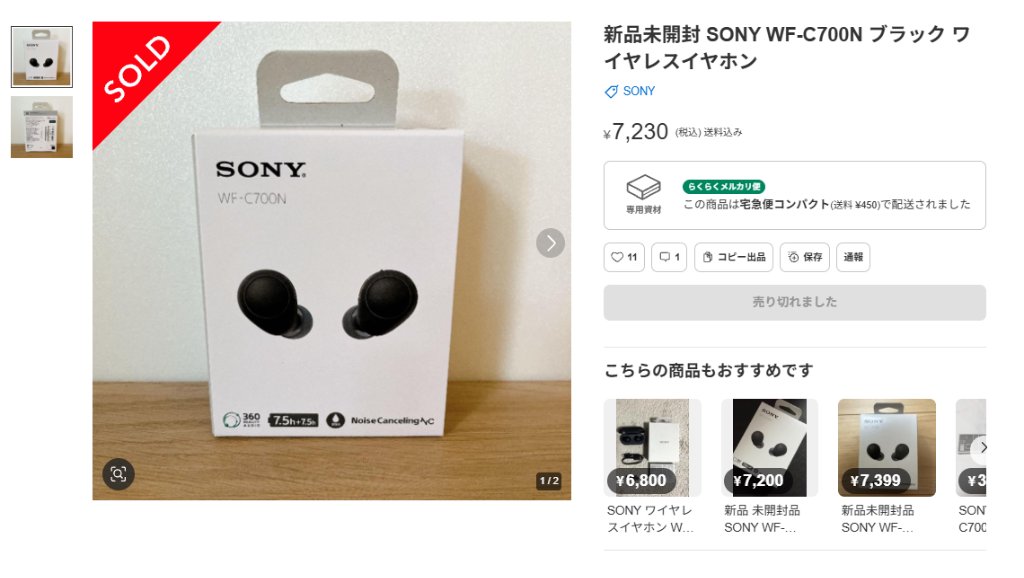 SOLD
SONY
WF-C700N
360
REALITY
AUDIO
7.5h+7.5h
Noise Canceling
1 / 2
新品未開封 SONY WF-C700N ブラック ワ
イヤレスイヤホン
SONY
¥7,230 (税込) 送料込み
専用資材
らくらくメルカリ便
この商品は宅急便コンパクト(送料 ¥450)で配送されました
11
1
コピー出品
保存
通報
売り切れました
こちらの商品もおすすめです
¥6,800
SONY ワイヤレ
スイヤホン W...
¥7,200
新品 未開封品
SONY WF-...
¥7,399
新品未開封品
SONY WF-...
¥3
SON
C700